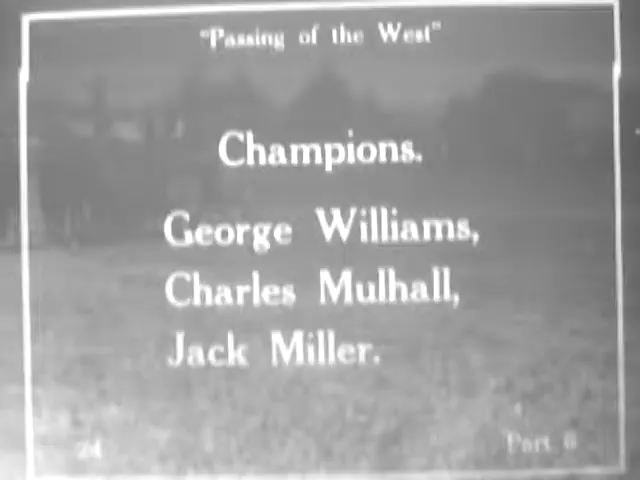 "Passing of the West"
Champions.
George Williams,
Charles Mulhall,
Jack Miller.
24 Part 6